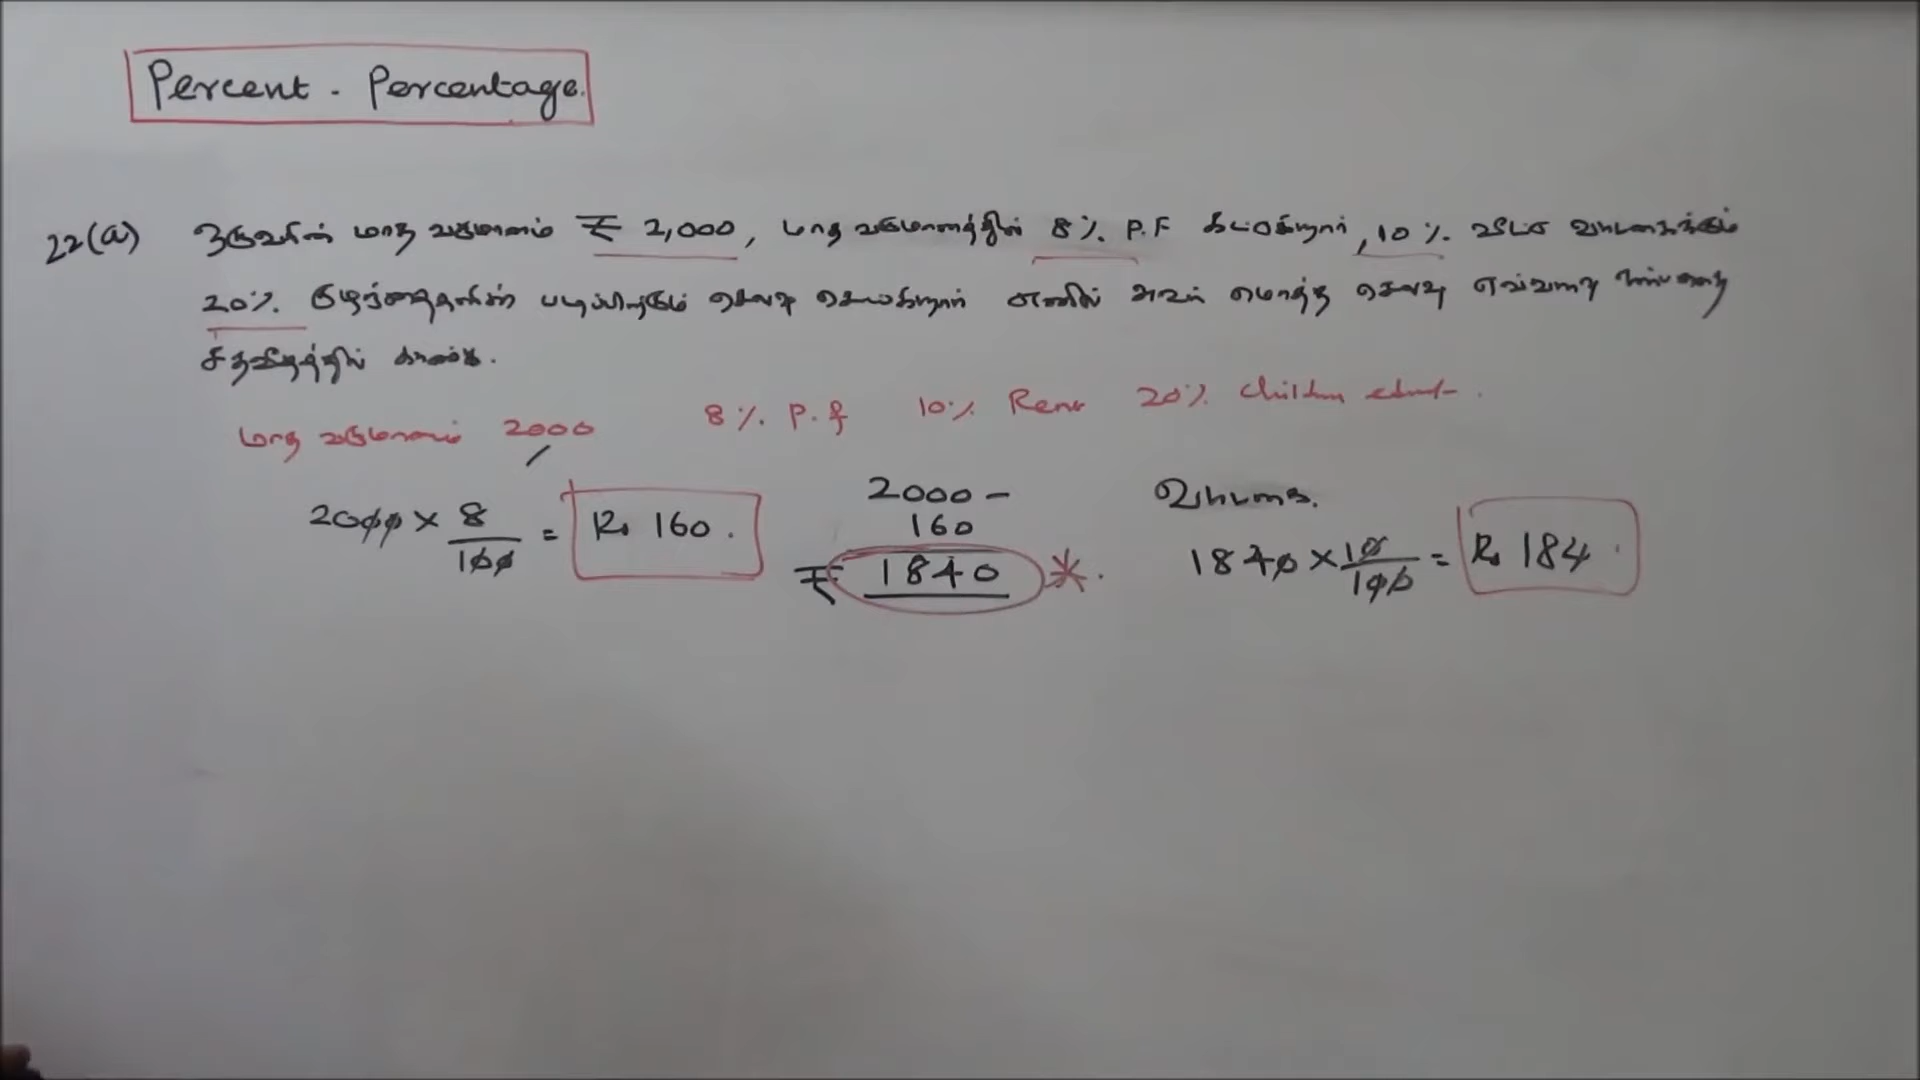 Percent - Percentage.
22(a) ஒருவரின் மாத வருமானம் ₹ 2,000, மாத வருமானத்தில் 8% P.F கட்டுகிறார், 10% வீட்டு வாடகைக்கும்
20% குழந்தைகளின் படிப்பிற்கும் செலவு செய்கிறார் எனில் அவர் மொத்த செலவு எவ்வளவு என்பதை
சதவீதத்தில் காண்க.
மாத வருமானம் 2000 8% P.f 10% Rent 20% children
2000 × 8/100 = Rs 160.
2000 -
160
₹ 1840 *.
வாடகை.
1840 × 10/100 = Rs 184.